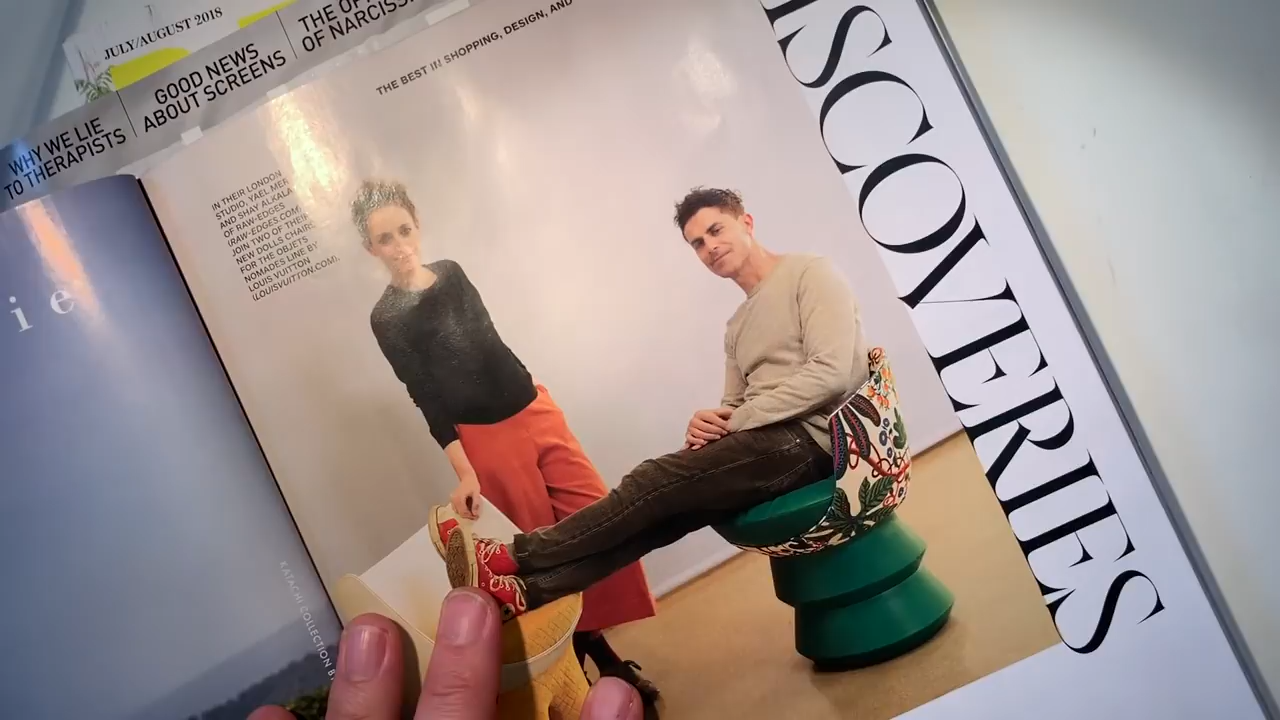 JULY/AUGUST 2018
WHY WE LIE
TO THERAPISTS
GOOD NEWS
ABOUT SCREENS
THE
OF
THE BEST IN SHOPPING, DESIGN, AND
ISCOVERIES
IN THEIR LONDON
STUDIO, YAEL MER
AND SHAY ALKALA
OF RAW-EDGES
(RAW-EDGES.COM)
JOIN TWO OF THEIR
NEW DOLLS CHAIRS
FOR THE OBJETS
NOMADES LINE BY
LOUIS VUITTON
(LOUISVUITTON.COM).
ie
KATACHI COLLECTION B